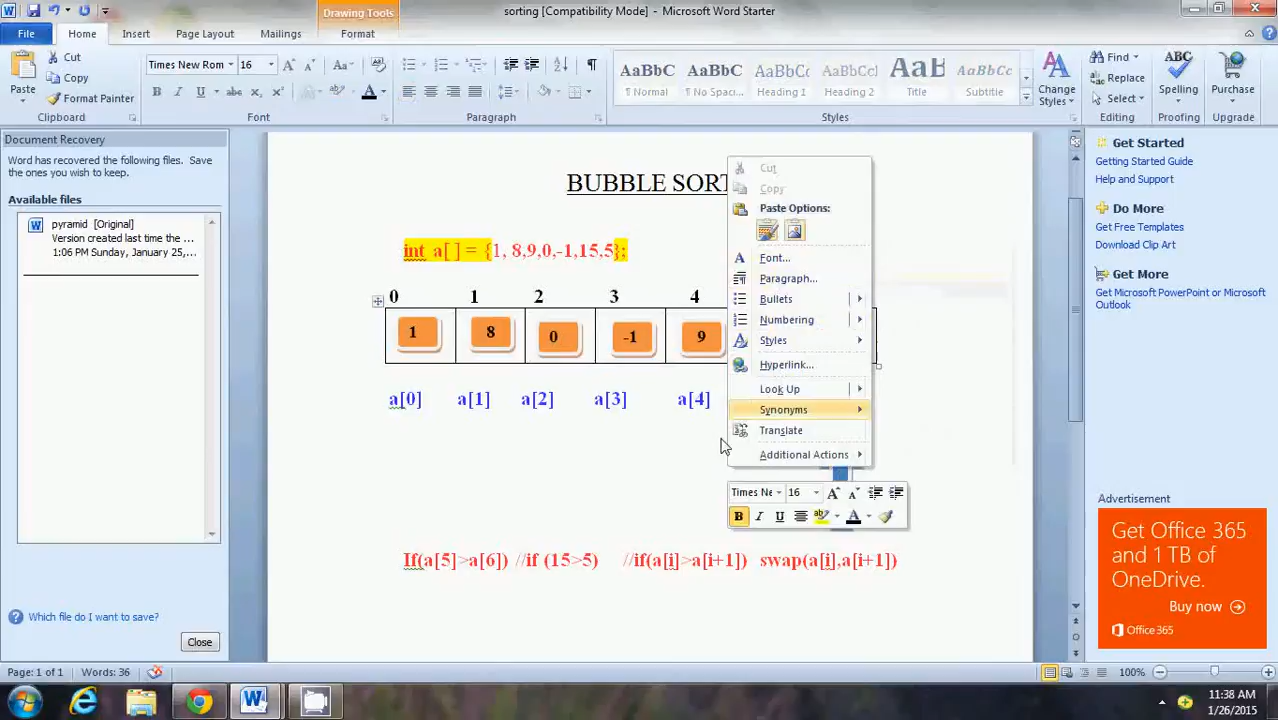 sorting [Compatibility Mode] - Microsoft Word Starter
Drawing Tools
File Home Insert Page Layout Mailings Format
Cut
Copy
Format Painter
Paste
Clipboard
Times New Rom 16
Font
Paragraph
AaBbC AaBbC AaBbC AaBbC AaB AaBbC
¶ Normal ¶ No Spaci... Heading 1 Heading 2 Title Subtitle
Change Styles
Styles
Find
Replace
Select
Editing
ABC
Spelling
Proofing
Purchase
Upgrade
Document Recovery
Word has recovered the following files. Save
the ones you wish to keep.
Available files
pyramid [Original]
Version created last time the ...
1:06 PM Sunday, January 25,...
Which file do I want to save?
Close
BUBBLE SOR
int a[ ] = {1, 8,9,0,-1,15,5};
0 1 2 3 4
1 8 0 -1 9
a[0] a[1] a[2] a[3] a[4]
If(a[5]>a[6]) //if (15>5) //if(a[i]>a[i+1]) swap(a[i],a[i+1])
Cut
Copy
Paste Options:
Font...
Paragraph...
Bullets
Numbering
Styles
Hyperlink...
Look Up
Synonyms
Translate
Additional Actions
Times Ne 16
B I U
Get Started
Getting Started Guide
Help and Support
Do More
Get Free Templates
Download Clip Art
Get More
Get Microsoft PowerPoint or Microsoft
Outlook
Advertisement
Get Office 365
and 1 TB of
OneDrive.
Buy now
Office 365
Page: 1 of 1 Words: 36 100%
11:38 AM
1/26/2015